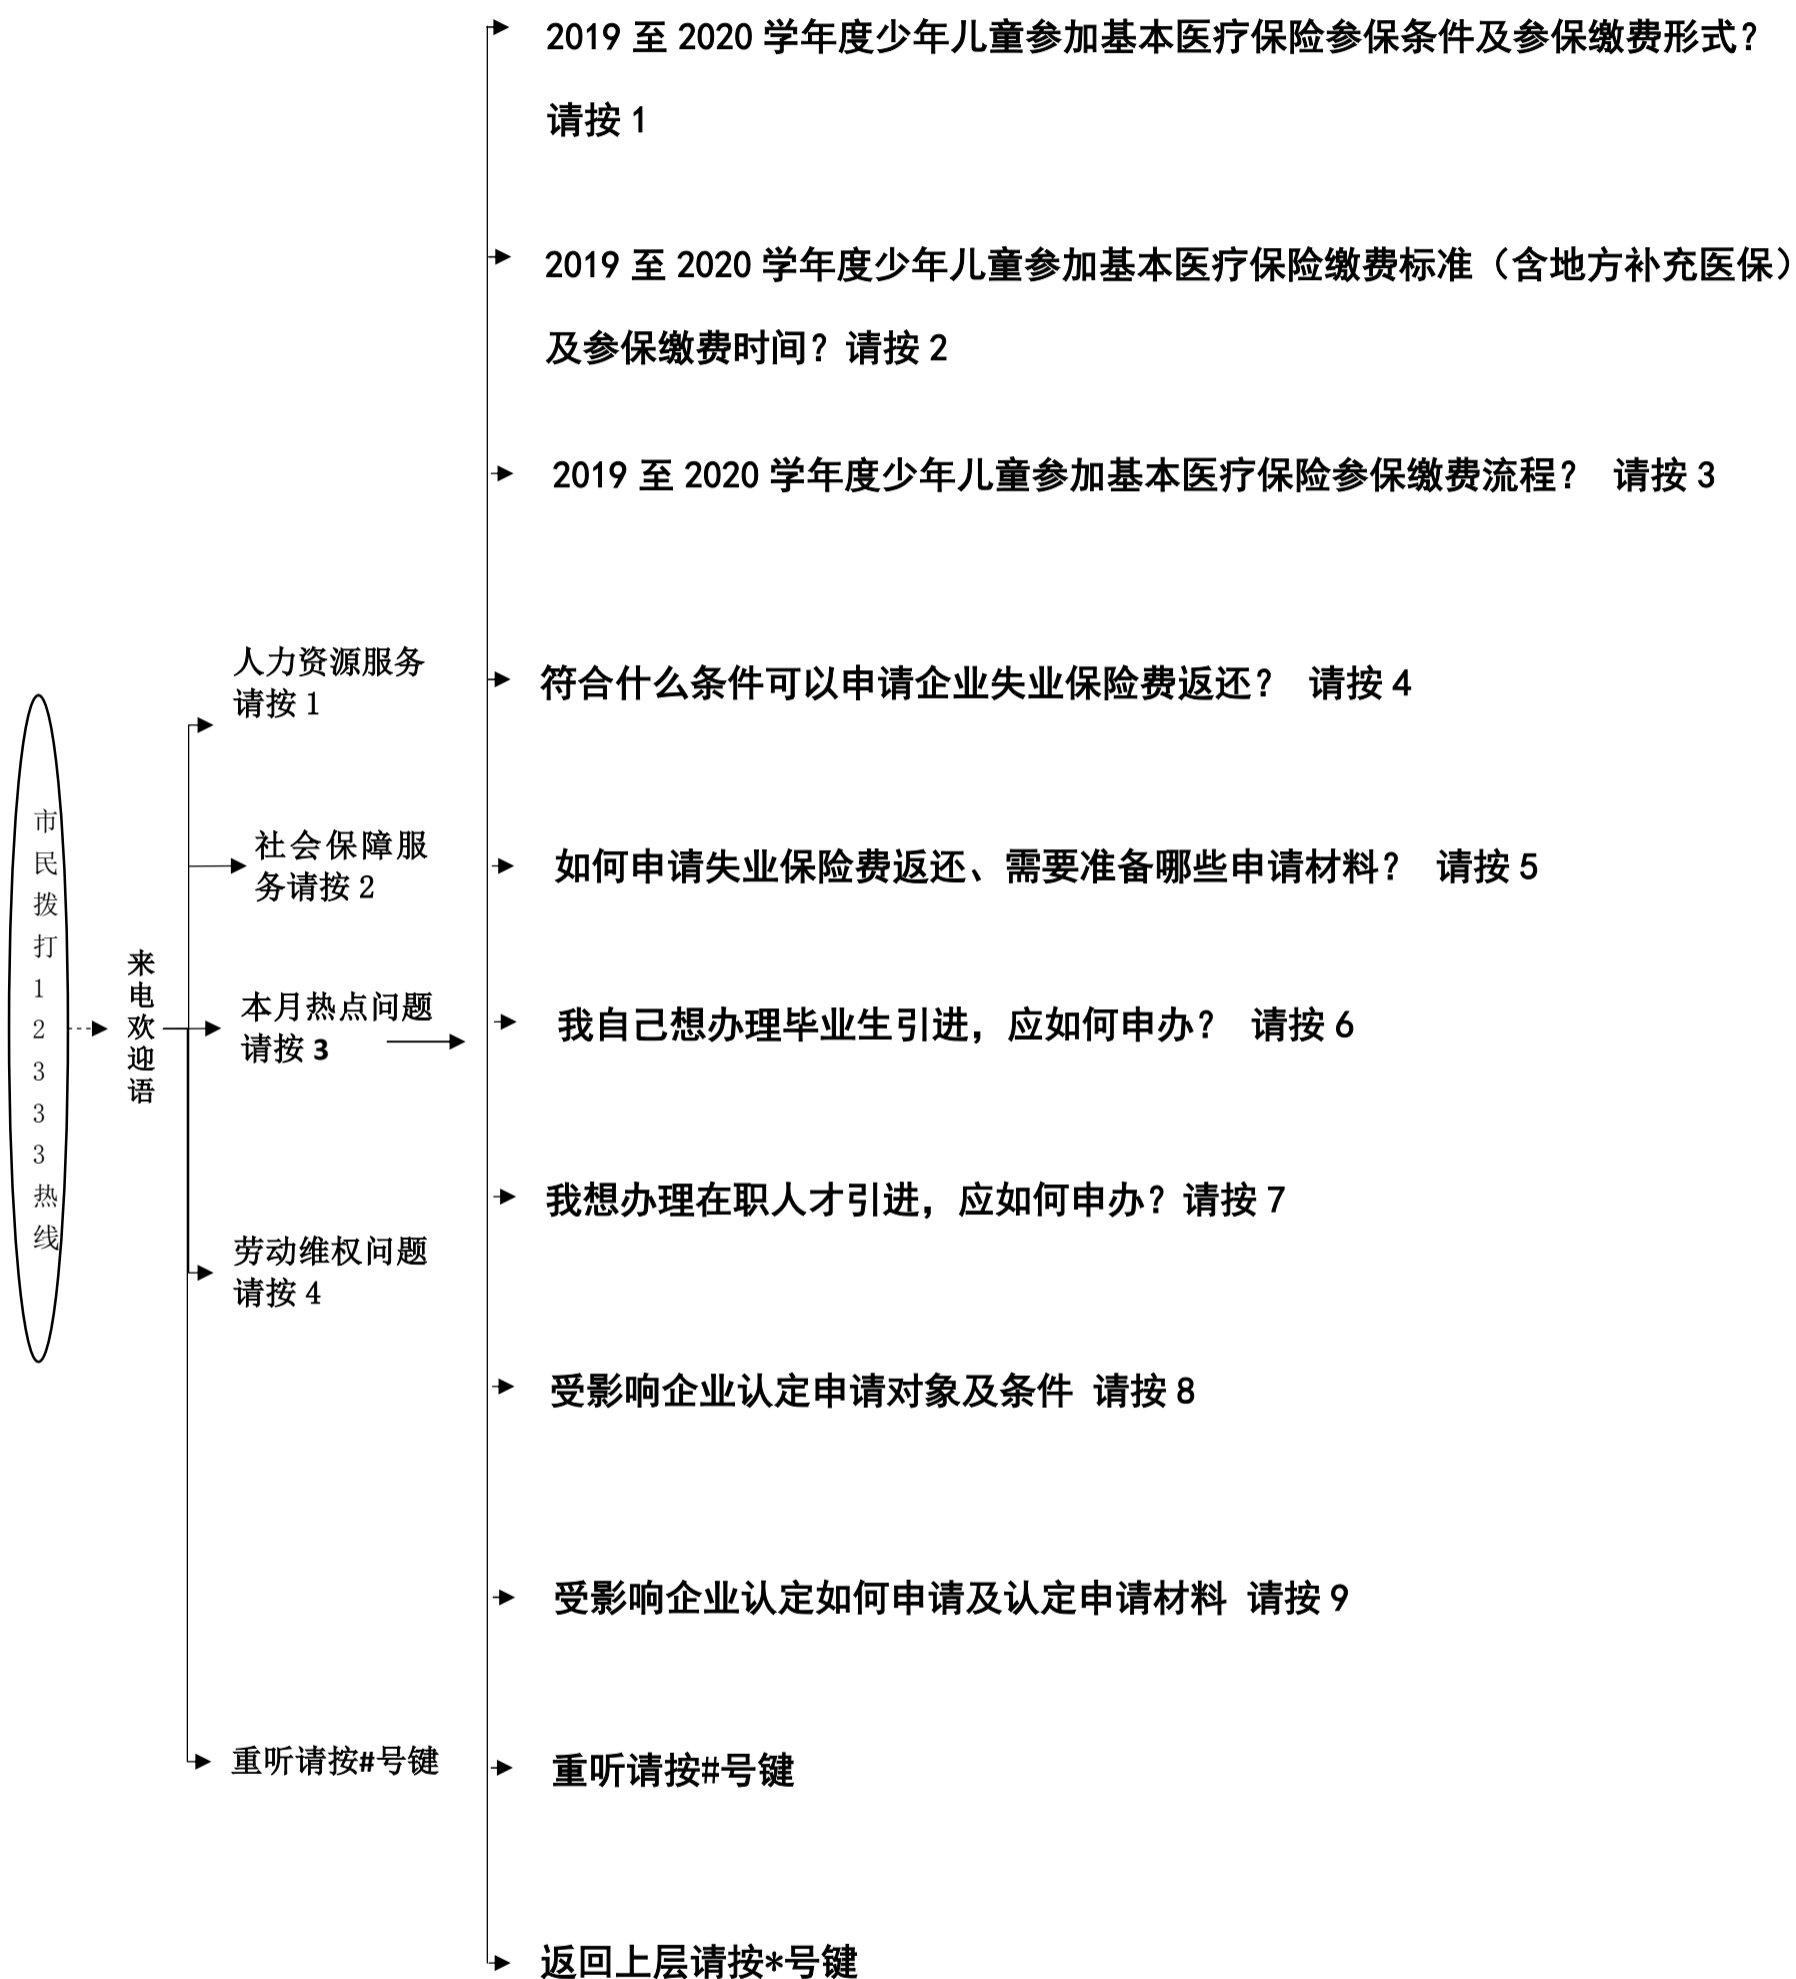 市民拨打12333热线
来电欢迎语
人力资源服务
请按 1
社会保障服
务请按 2
本月热点问题
请按 3
劳动维权问题
请按 4
重听请按#号键
2019 至 2020 学年度少年儿童参加基本医疗保险参保条件及参保缴费形式？
请按 1
2019 至 2020 学年度少年儿童参加基本医疗保险缴费标准（含地方补充医保）
及参保缴费时间？请按 2
2019 至 2020 学年度少年儿童参加基本医疗保险参保缴费流程？ 请按 3
符合什么条件可以申请企业失业保险费返还？ 请按 4
如何申请失业保险费返还、需要准备哪些申请材料？ 请按 5
我自己想办理毕业生引进，应如何申办？ 请按 6
我想办理在职人才引进，应如何申办？请按 7
受影响企业认定申请对象及条件 请按 8
受影响企业认定如何申请及认定申请材料 请按 9
重听请按#号键
返回上层请按*号键